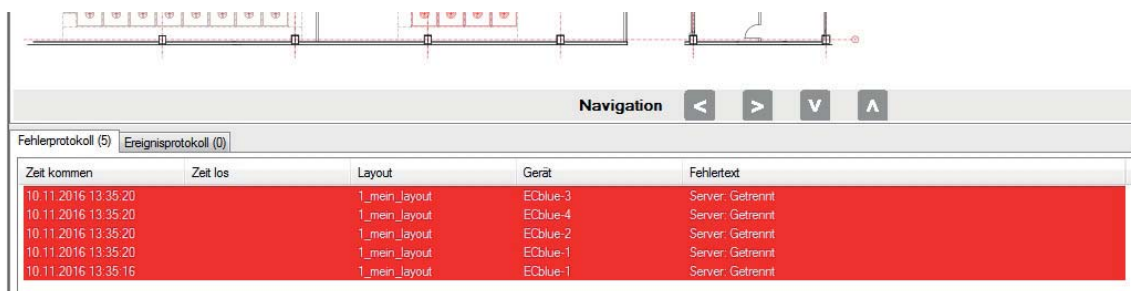 Navigation < > V Λ
Fehlerprotokoll (5) Ereignisprotokoll (0)
Zeit kommen Zeit los Layout Gerät Fehlertext
10.11.2016 13:35:20 1_mein_layout ECblue-3 Server: Getrennt
10.11.2016 13:35:20 1_mein_layout ECblue-4 Server: Getrennt
10.11.2016 13:35:20 1_mein_layout ECblue-2 Server: Getrennt
10.11.2016 13:35:20 1_mein_layout ECblue-1 Server: Getrennt
10.11.2016 13:35:16 1_mein_layout ECblue-1 Server: Getrennt